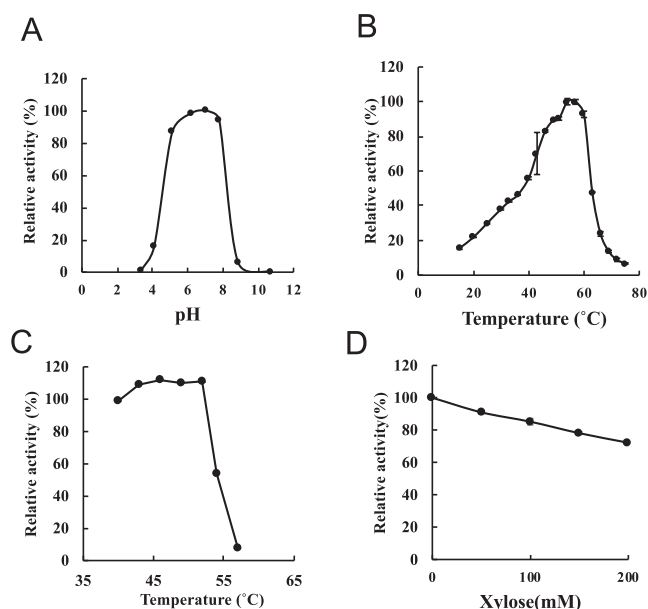 A
Relative activity (%)
120
100
80
60
40
20
0
0 2 4 6 8 10 12
pH
B
Relative activity (%)
120
100
80
60
40
20
0
0 20 40 60 80
Temperature (˚C)
C
Relative activity (%)
120
100
80
60
40
20
0
35 45 55 65
Temperature (°C)
D
Relative activity(%)
120
100
80
60
40
20
0
0 100 200
Xylose(mM)